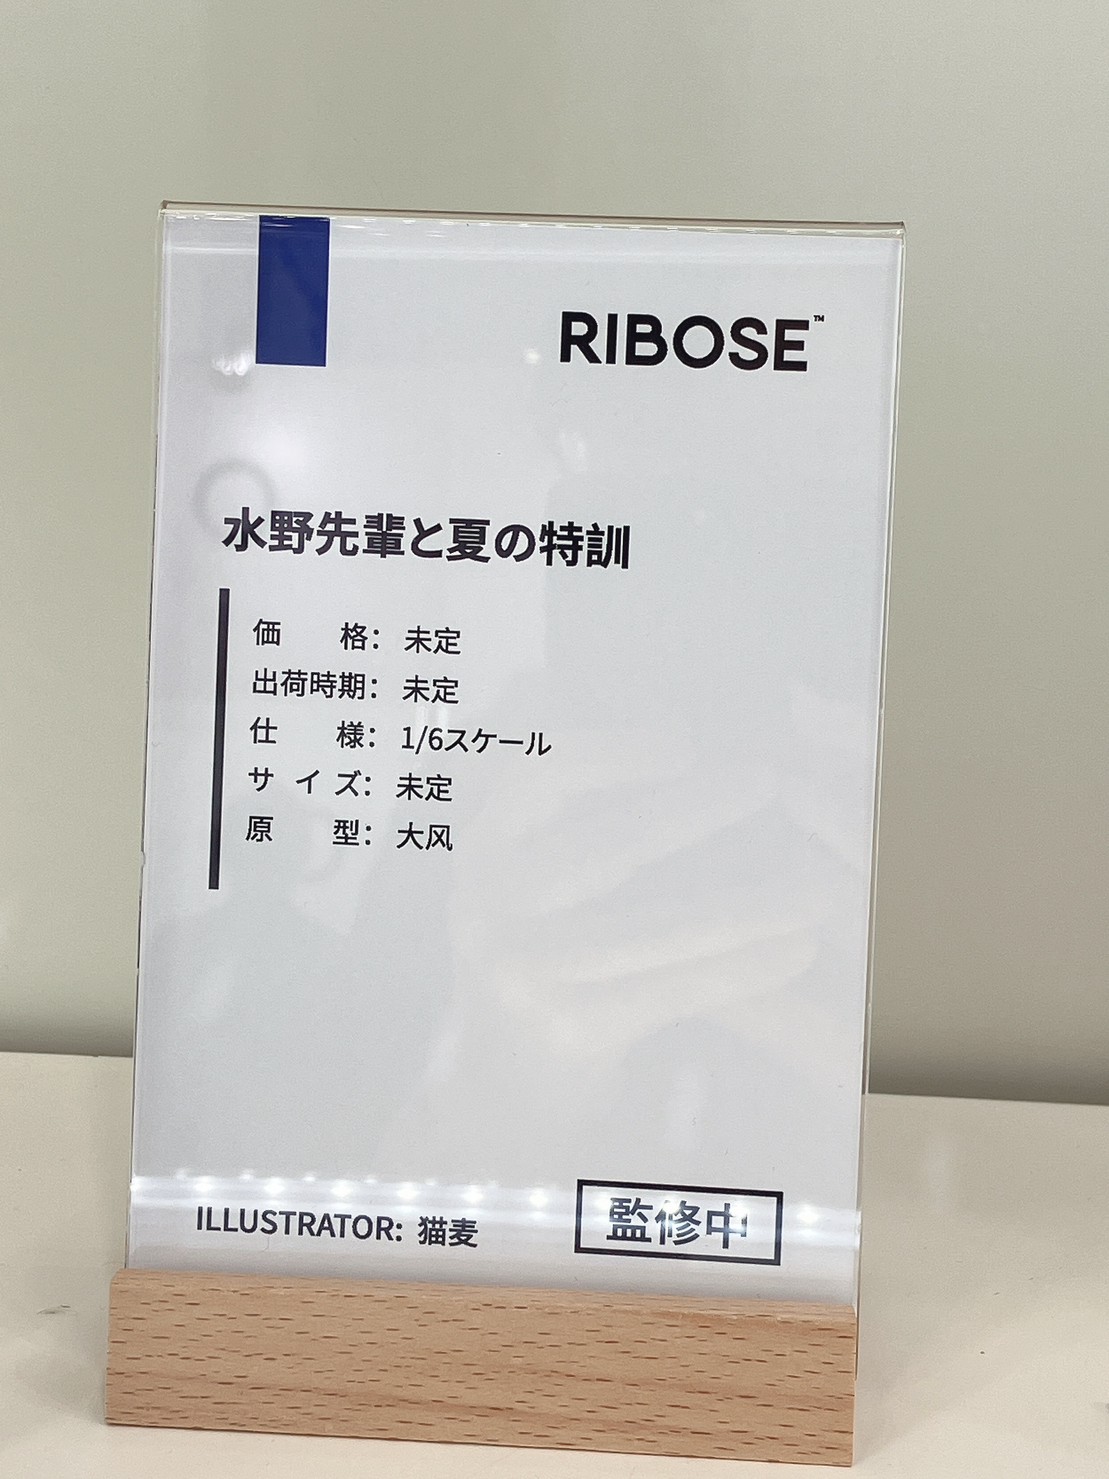 RIBOSE™
水野先輩と夏の特訓
価　　格： 未定
出荷時期： 未定
仕　　様： 1/6スケール
サ イ ズ： 未定
原　　型： 大风
ILLUSTRATOR: 猫麦
監修中